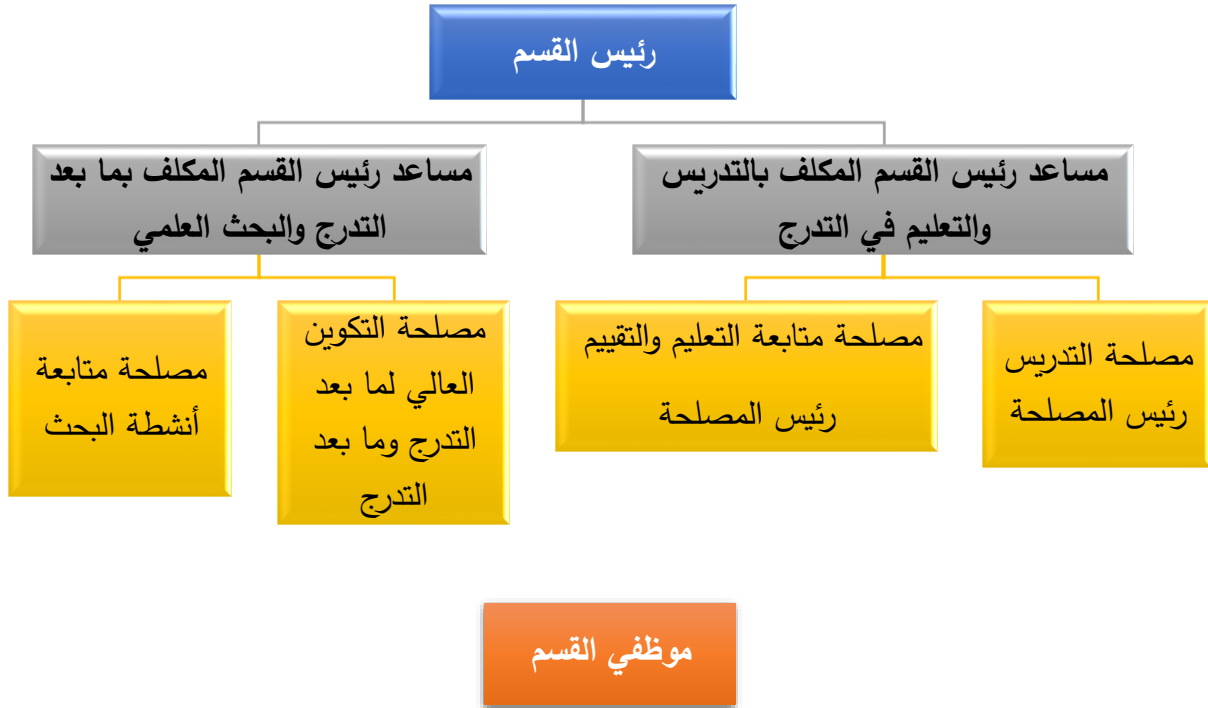 رئيس القسم
مساعد رئيس القسم المكلف بالتدريس
والتعليم في التدرج
مساعد رئيس القسم المكلف بما بعد
التدرج والبحث العلمي
مصلحة التدريس
رئيس المصلحة
مصلحة متابعة التعليم والتقييم
رئيس المصلحة
مصلحة التكوين
العالي لما بعد
التدرج وما بعد
التدرج
مصلحة متابعة
أنشطة البحث
موظفي القسم